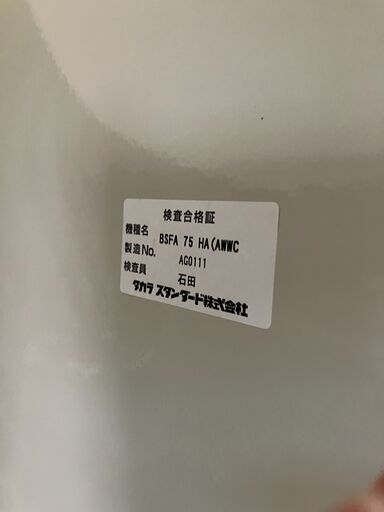 検査合格証
機種名 BSFA 75 HA(AWWC
製造No. AG0111
検査員 石田
タカラスタンダード株式会社